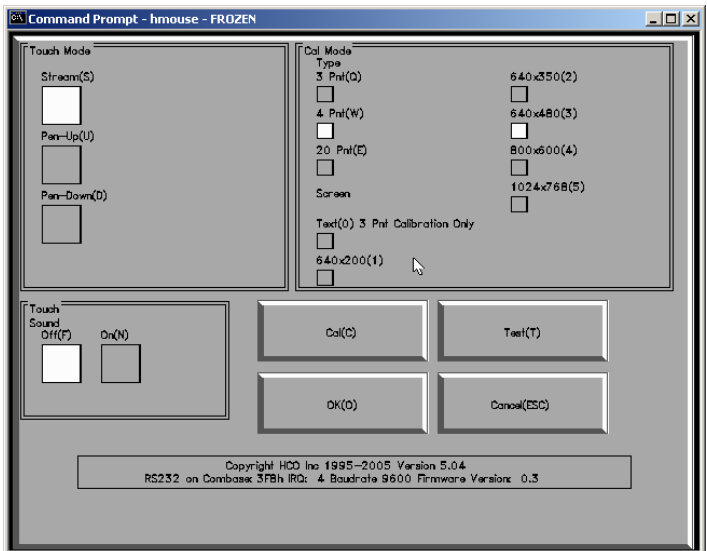 Command Prompt - hmouse - FROZEN
Touch Mode
Stream(S)
Pen-Up(U)
Pen-Down(D)
Cal Mode
Type
3 Pnt(Q)
4 Pnt(W)
20 Pnt(E)
Screen
Text(0) 3 Pnt Calibration Only
640x200(1)
640x350(2)
640x480(3)
800x600(4)
1024x768(5)
Touch
Sound
Off(F) On(N)
Cal(C)
Test(T)
OK(O)
Cancel(ESC)
Copyright HCO Inc 1995-2005 Version 5.04
RS232 on Combase: 3F8h IRQ: 4 Baudrate 9600 Firmware Version: 0.3